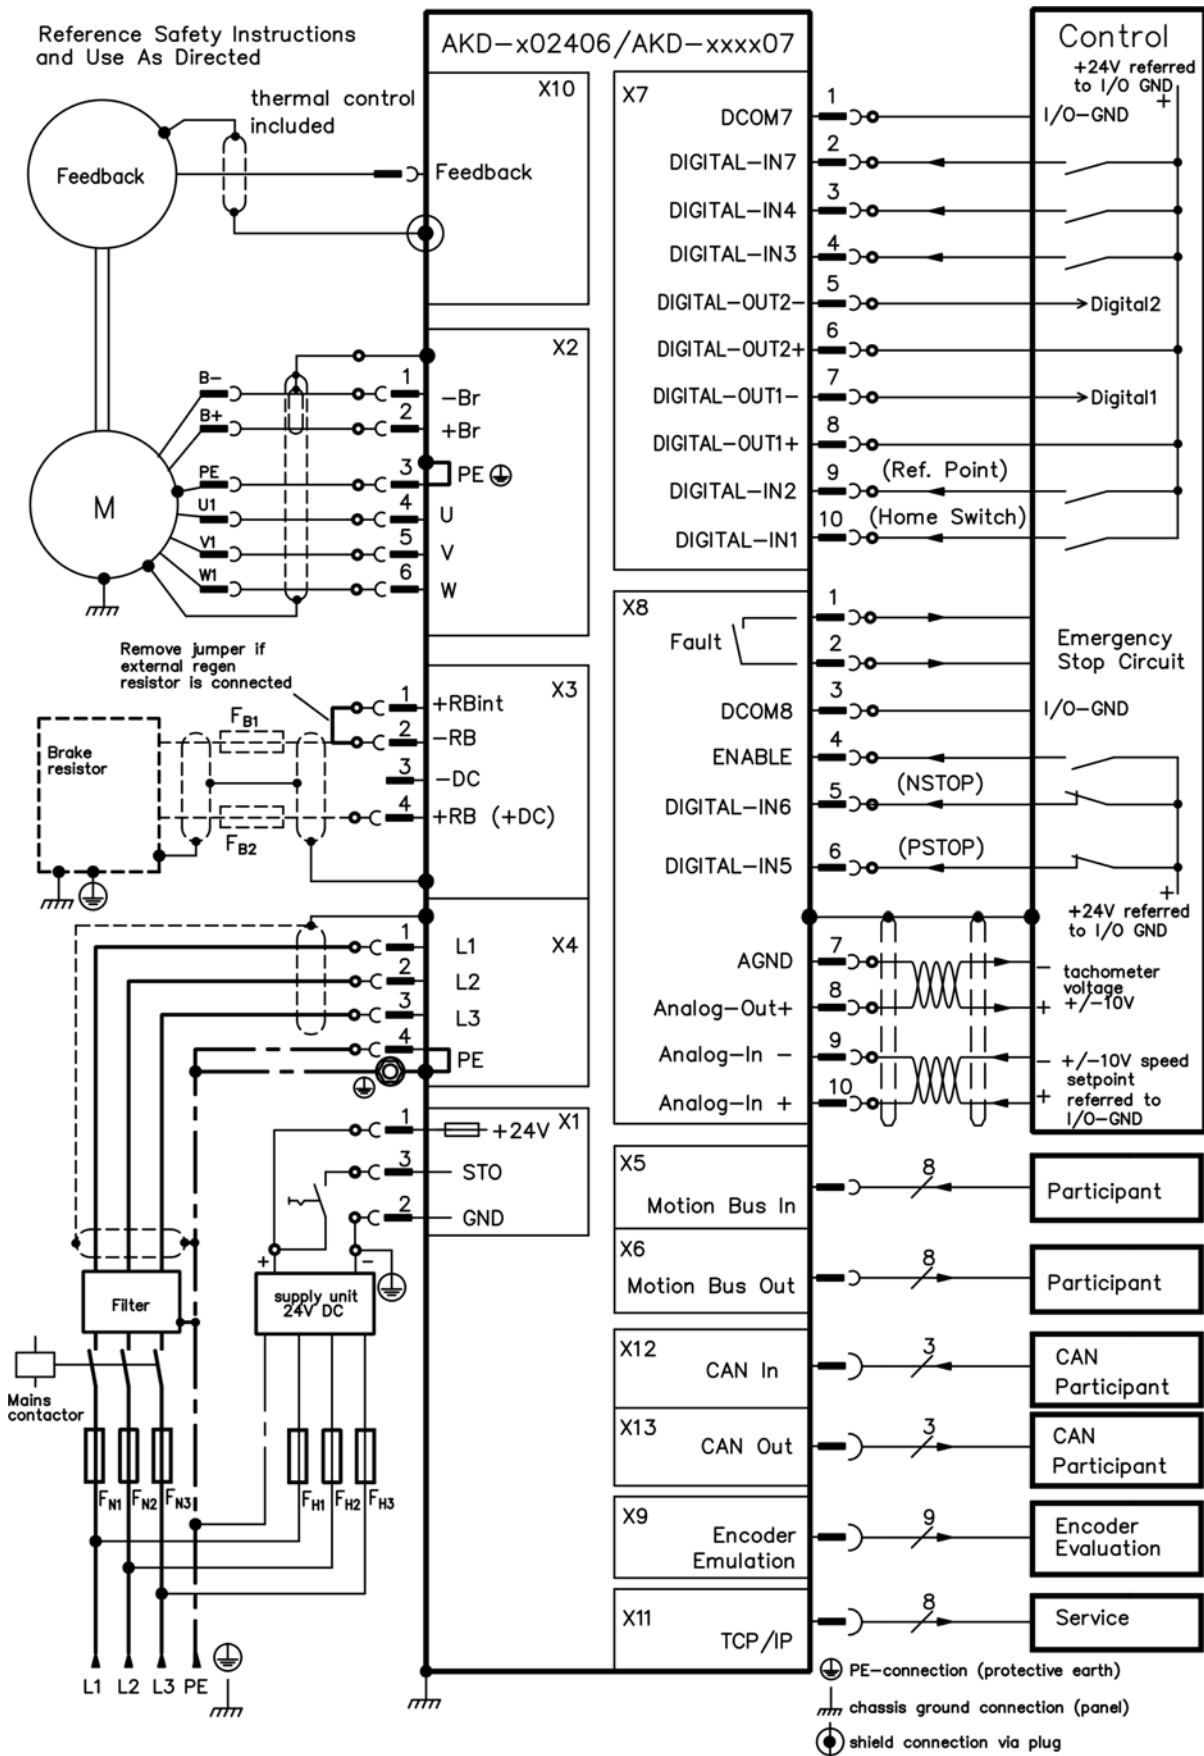 Reference Safety Instructions
and Use As Directed
AKD-x02406/AKD-xxxx07
Control
+24V referred
to I/O GND
+
thermal control
included
Feedback
X10
Feedback
M
B-
B+
PE
U1
V1
W1
X2
1
-Br
2
+Br
3
PE
4
U
5
V
6
W
Remove jumper if
external regen
resistor is connected
Brake
resistor
FB1
FB2
X3
1
+RBint
2
-RB
3
-DC
4
+RB (+DC)
X4
1
L1
2
L2
3
L3
4
PE
X1
1
+24V
3
STO
2
GND
+
-
supply unit
24V DC
Filter
Mains
contactor
FN1
FN2
FN3
FH1
FH2
FH3
L1
L2
L3
PE
X7
DCOM7
1
I/O-GND
DIGITAL-IN7
2
DIGITAL-IN4
3
DIGITAL-IN3
4
DIGITAL-OUT2-
5
Digital2
DIGITAL-OUT2+
6
DIGITAL-OUT1-
7
Digital1
DIGITAL-OUT1+
8
DIGITAL-IN2
9
(Ref. Point)
DIGITAL-IN1
10
(Home Switch)
X8
Fault
1
2
Emergency
Stop Circuit
DCOM8
3
I/O-GND
ENABLE
4
DIGITAL-IN6
5
(NSTOP)
DIGITAL-IN5
6
(PSTOP)
+
+24V referred
to I/O GND
AGND
7
-
tachometer
voltage
Analog-Out+
8
+
+/-10V
Analog-In -
9
-
+/-10V speed
setpoint
referred to
I/O-GND
Analog-In +
10
+
X5
Motion Bus In
8
Participant
X6
Motion Bus Out
8
Participant
X12
CAN In
3
CAN
Participant
X13
CAN Out
3
CAN
Participant
X9
Encoder
Emulation
9
Encoder
Evaluation
X11
TCP/IP
8
Service
PE-connection (protective earth)
chassis ground connection (panel)
shield connection via plug